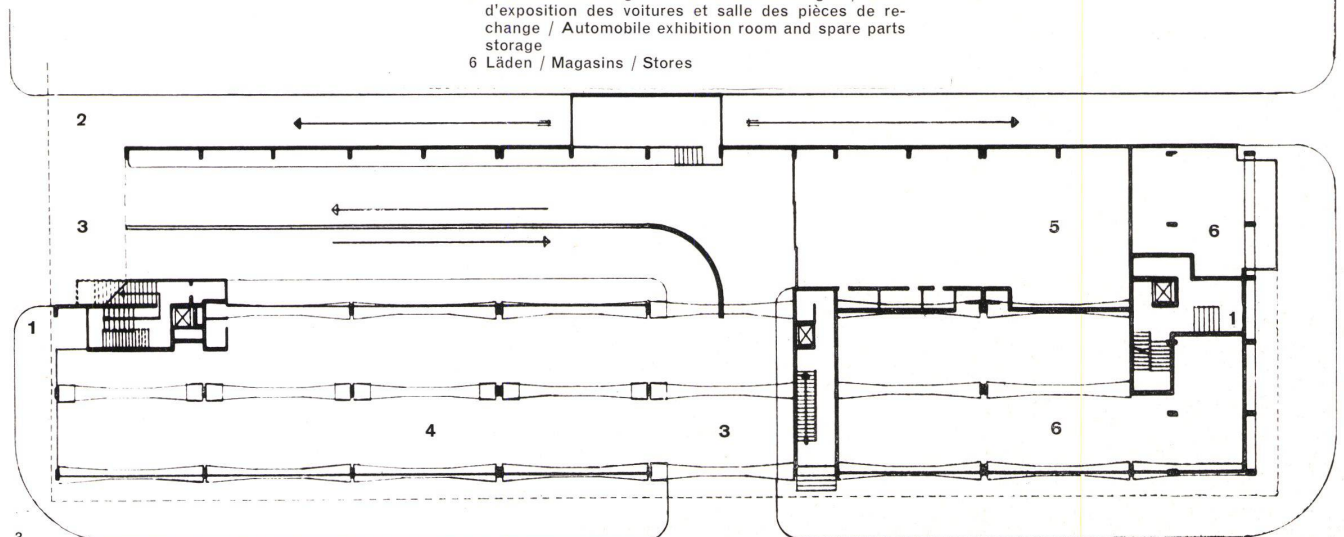 d'exposition des voitures et salle des pièces de re-
change / Automobile exhibition room and spare parts
storage
6 Läden / Magasins / Stores
2
3
5
6
1
1
4
3
6
3